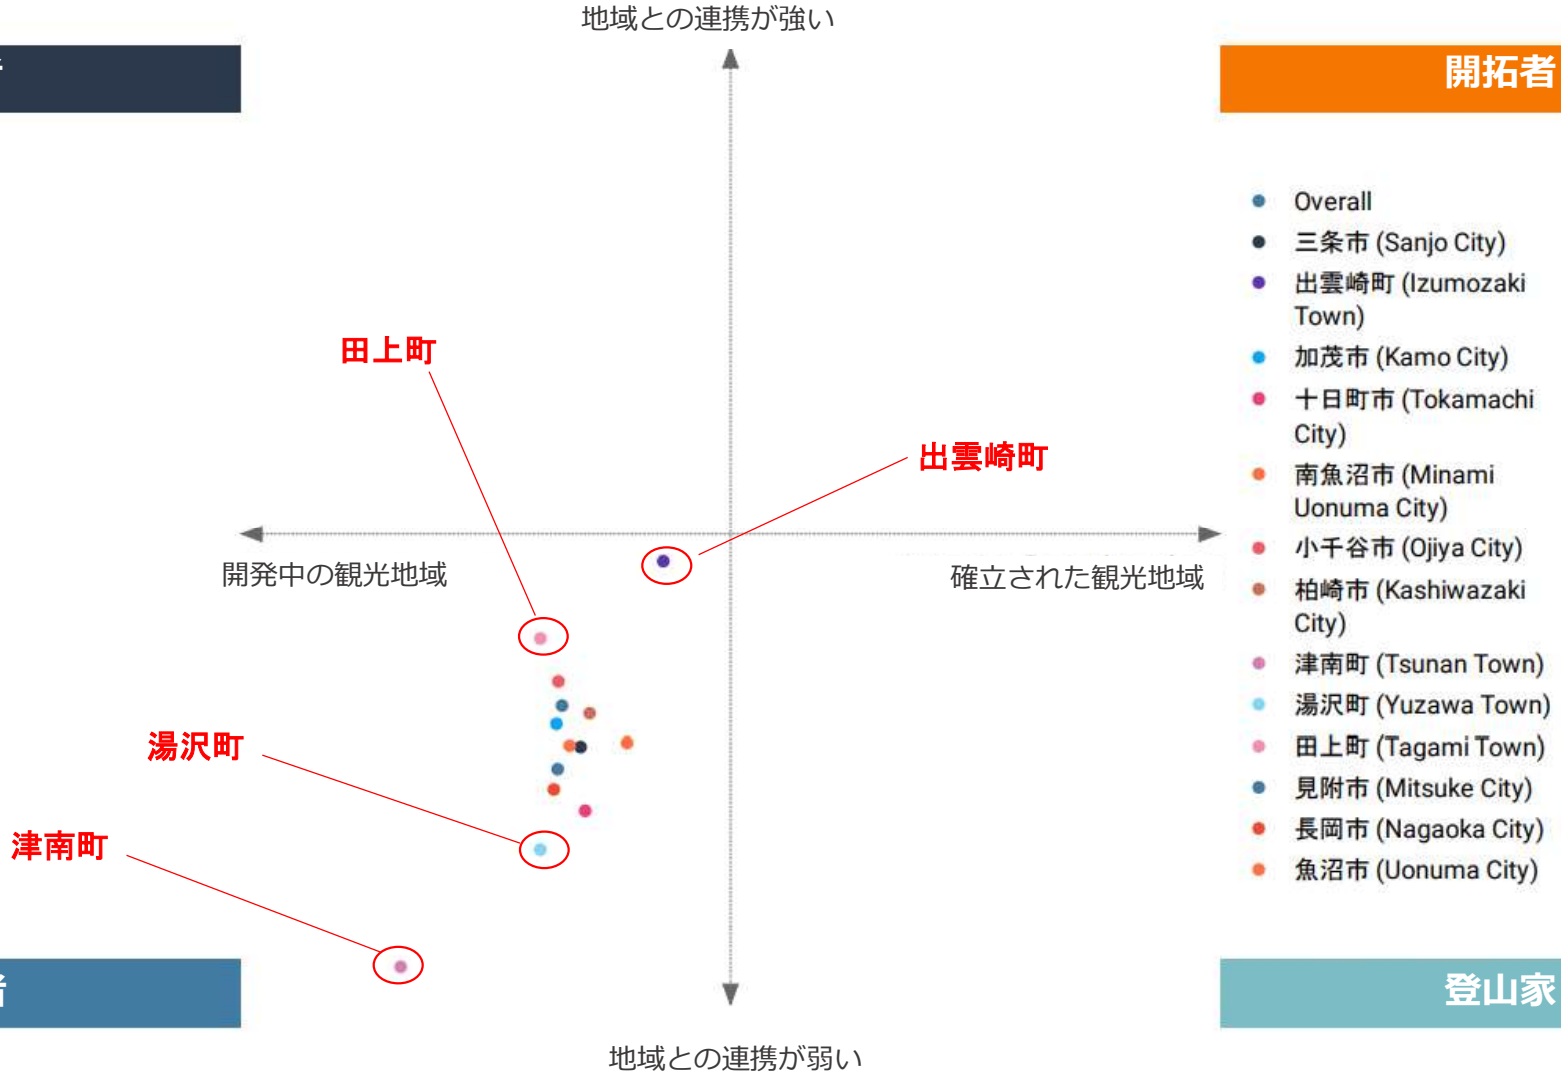 地域との連携が強い
者
開拓者
Overall
三条市 (Sanjo City)
出雲崎町 (Izumozaki
Town)
加茂市 (Kamo City)
十日町市 (Tokamachi
City)
南魚沼市 (Minami
Uonuma City)
小千谷市 (Ojiya City)
柏崎市 (Kashiwazaki
City)
津南町 (Tsunan Town)
湯沢町 (Yuzawa Town)
田上町 (Tagami Town)
見附市 (Mitsuke City)
長岡市 (Nagaoka City)
魚沼市 (Uonuma City)
田上町
出雲崎町
開発中の観光地域
確立された観光地域
湯沢町
津南町
者
登山家
地域との連携が弱い